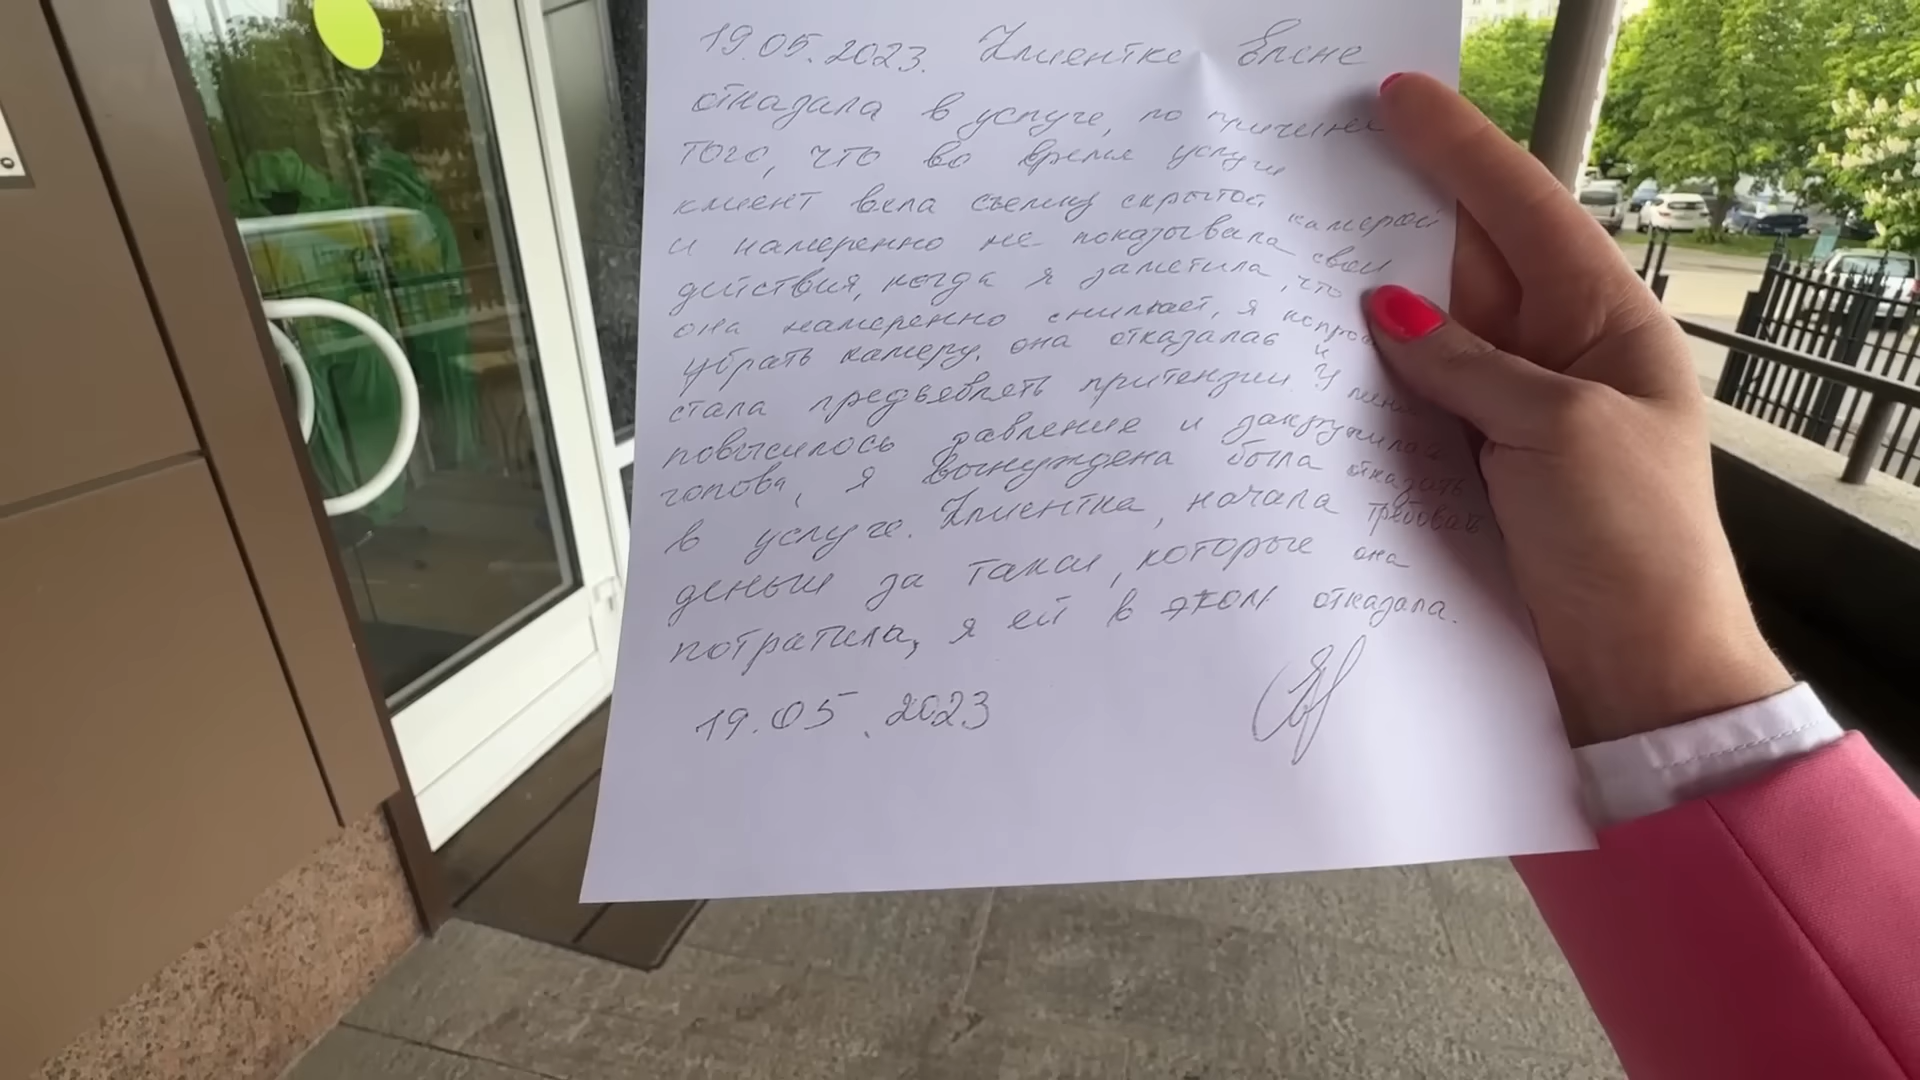 19.05.2023. Клиентке Елене
отказала в услуге, по причине
того, что во время услуги
клиент вела съемку скрытой камерой
и намеренно не показывала свои
действия, когда я заметила, что
она намеренно снимает, я попрос
убрать камеру, она отказалас и
стала предъявлять притензии. У меня
повысилось давление и закружилась
голова, я вынуждена была отказать
в услуге. Клиентка, начала требовать
деньги за такси, которые она
потратила, я ей в этом отказала.
19.05.2023